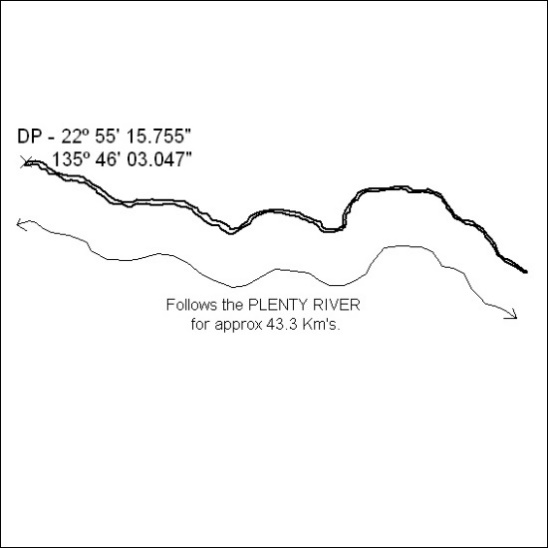 DP - 22º 55' 15.755"
135º 46' 03.047"
Follows the PLENTY RIVER
for approx 43.3 Km's.